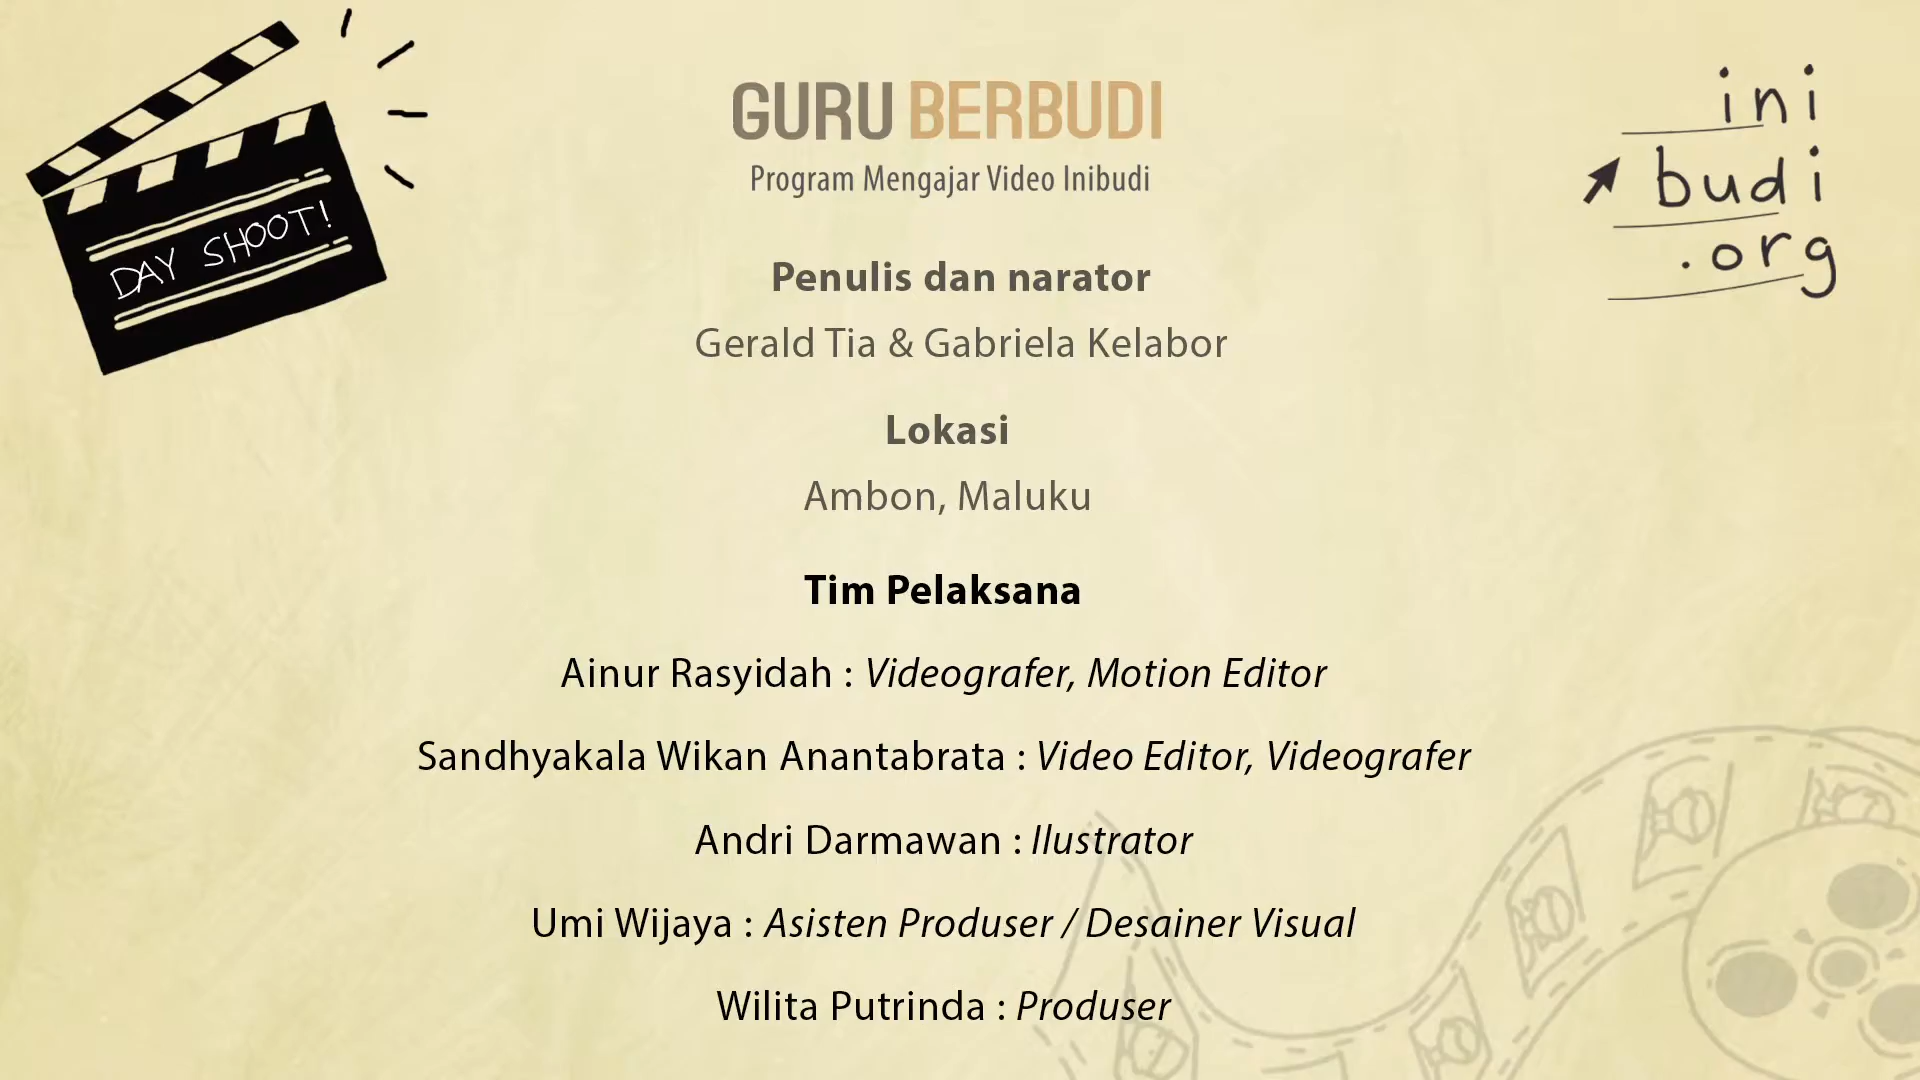 DAY SHOOT!
GURU BERBUDI
Program Mengajar Video Inibudi
ini
budi
.org
Penulis dan narator
Gerald Tia & Gabriela Kelabor
Lokasi
Ambon, Maluku
Tim Pelaksana
Ainur Rasyidah : Videografer, Motion Editor
Sandhyakala Wikan Anantabrata : Video Editor, Videografer
Andri Darmawan : Ilustrator
Umi Wijaya : Asisten Produser / Desainer Visual
Wilita Putrinda : Produser